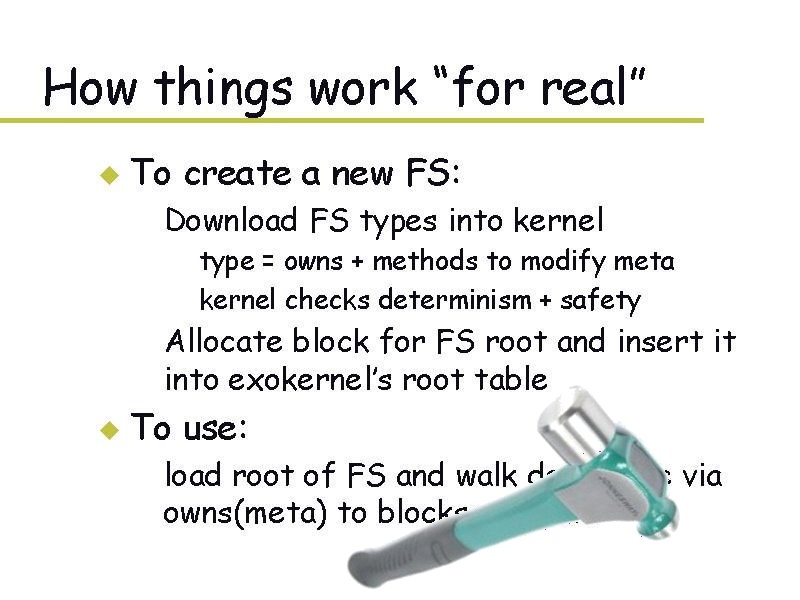 How things work “for real”
To create a new FS:
Download FS types into kernel
type = owns + methods to modify meta
kernel checks determinism + safety
Allocate block for FS root and insert it
into exokernel’s root table
To use:
load root of FS and walk via
owns(meta) to blocks